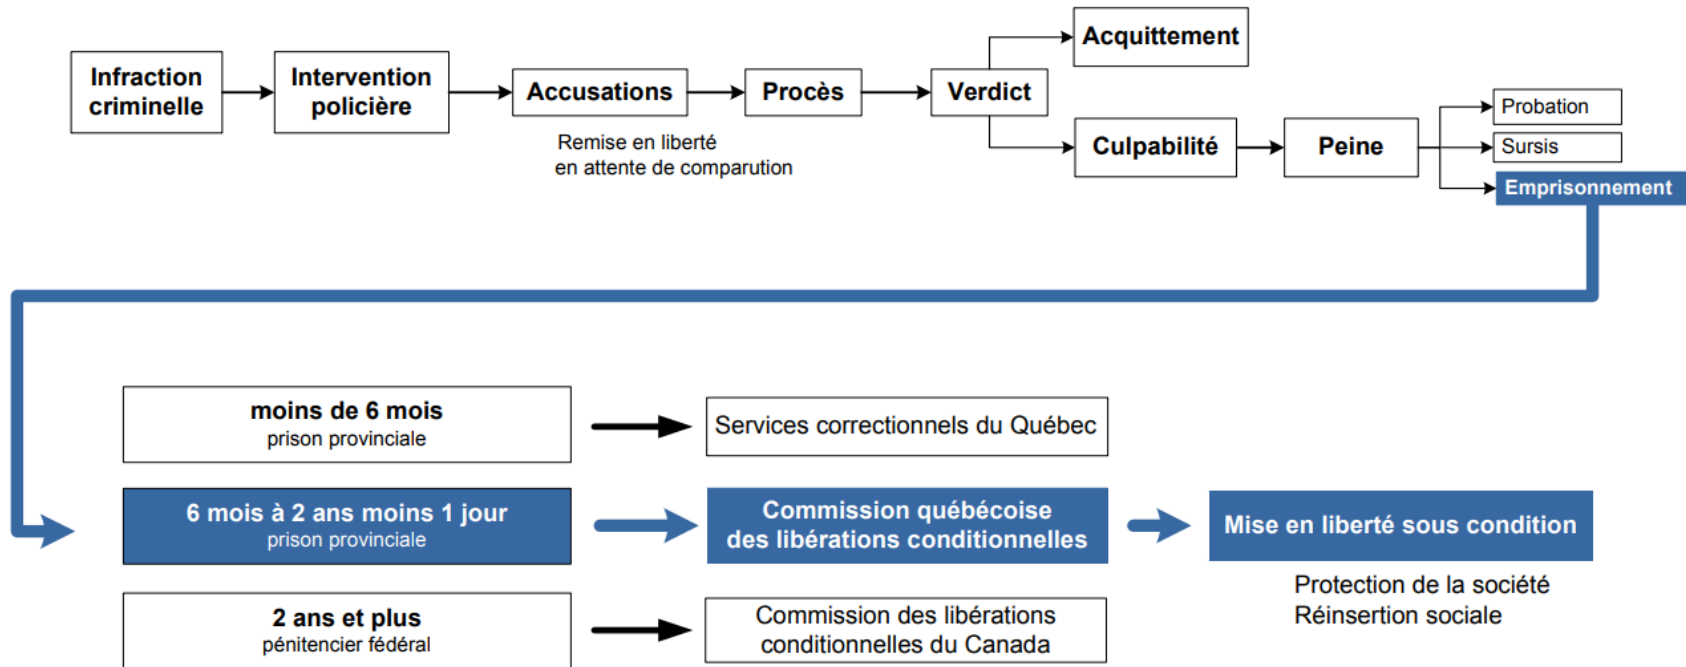 Infraction
criminelle
Intervention
policière
Accusations
Remise en liberté
en attente de comparution
Procès
Verdict
Acquittement
Culpabilité
Peine
Probation
Sursis
Emprisonnement
moins de 6 mois
prison provinciale
Services correctionnels du Québec
6 mois à 2 ans moins 1 jour
prison provinciale
Commission québécoise
des libérations conditionnelles
Mise en liberté sous condition
Protection de la société
Réinsertion sociale
2 ans et plus
pénitencier fédéral
Commission des libérations
conditionnelles du Canada